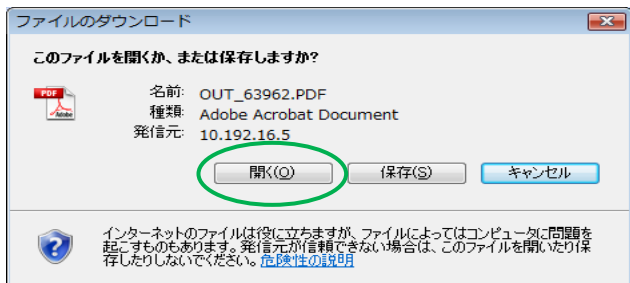 ファイルのダウンロード
このファイルを開くか、または保存しますか?
PDF
Adobe
名前: OUT_63962.PDF
種類: Adobe Acrobat Document
発信元: 10.192.16.5
開く(O) 保存(S) キャンセル
インターネットのファイルは役に立ちますが、ファイルによってはコンピュータに問題を
起こすものもあります。発信元が信頼できない場合は、このファイルを開いたり保
存したりしないでください。危険性の説明